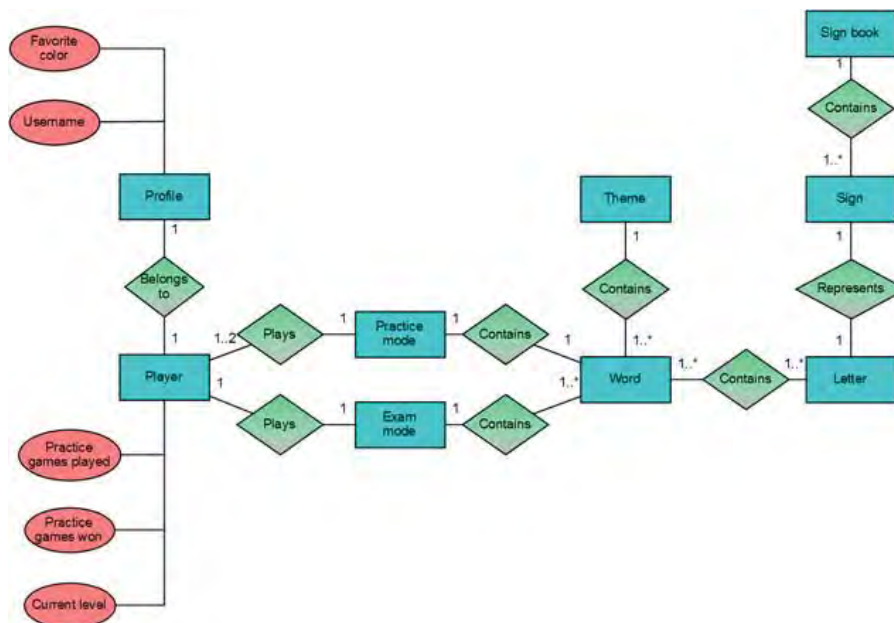 Favorite
color
Username
Profile
1
Belongs
to
1
Player
Practice
games played
Practice
games won
Current level
1..2
Plays
1
Practice
mode
1
Contains
1
1
Plays
1
Exam
mode
1
Contains
1..*
Theme
1
Contains
1..*
Word
1..*
Contains
1..*
Sign book
1
Contains
1..*
Sign
1
Represents
1
Letter